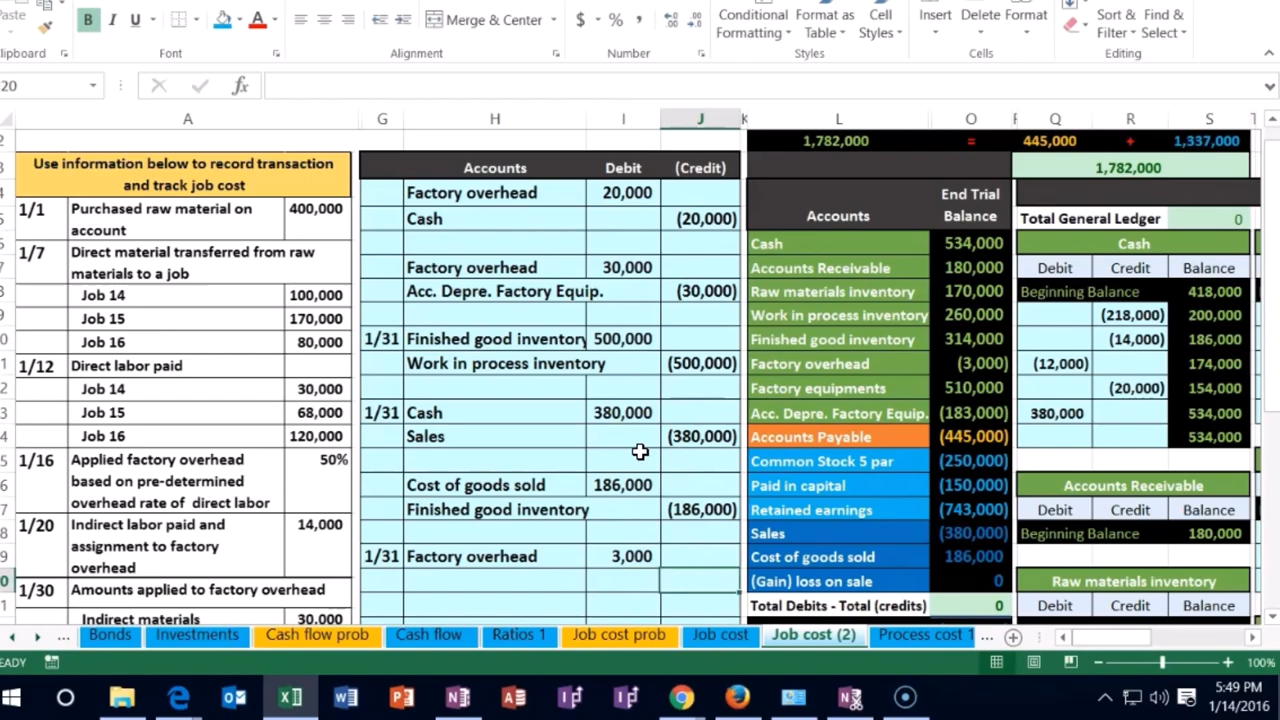 Paste
B I U A
Merge & Center
$ % ,
Conditional Formatting
Format as Table
Cell Styles
Insert Delete Format
Sort & Filter
Find & Select
Font Alignment Number Styles Cells Editing
20 fx
A G H I J K L O Q R S
1,782,000 = 445,000 + 1,337,000
Use information below to record transaction
and track job cost
1/1 Purchased raw material on 400,000
account
1/7 Direct material transferred from raw
materials to a job
Job 14 100,000
Job 15 170,000
Job 16 80,000
1/12 Direct labor paid
Job 14 30,000
Job 15 68,000
Job 16 120,000
1/16 Applied factory overhead 50%
based on pre-determined
overhead rate of direct labor
1/20 Indirect labor paid and 14,000
assignment to factory
overhead
1/30 Amounts applied to factory overhead
Indirect materials 30,000
Accounts Debit (Credit)
Factory overhead 20,000
Cash (20,000)
Factory overhead 30,000
Acc. Depre. Factory Equip. (30,000)
1/31 Finished good inventory 500,000
Work in process inventory (500,000)
1/31 Cash 380,000
Sales (380,000)
Cost of goods sold 186,000
Finished good inventory (186,000)
1/31 Factory overhead 3,000
Accounts End Trial Balance
Cash 534,000
Accounts Receivable 180,000
Raw materials inventory 170,000
Work in process inventory 260,000
Finished good inventory 314,000
Factory overhead (3,000)
Factory equipments 510,000
Acc. Depre. Factory Equip. (183,000)
Accounts Payable (445,000)
Common Stock 5 par (250,000)
Paid in capital (150,000)
Retained earnings (743,000)
Sales (380,000)
Cost of goods sold 186,000
(Gain) loss on sale 0
Total Debits - Total (credits) 0
1,782,000
Total General Ledger 0
Cash
Debit Credit Balance
Beginning Balance 418,000
(218,000) 200,000
(14,000) 186,000
(12,000) 174,000
(20,000) 154,000
380,000 534,000
534,000
Accounts Receivable
Debit Credit Balance
Beginning Balance 180,000
Raw materials inventory
Debit Credit Balance
... Bonds Investments Cash flow prob Cash flow Ratios 1 Job cost prob Job cost Job cost (2) Process cost 1 ...
EADY 100%
5:49 PM
1/14/2016